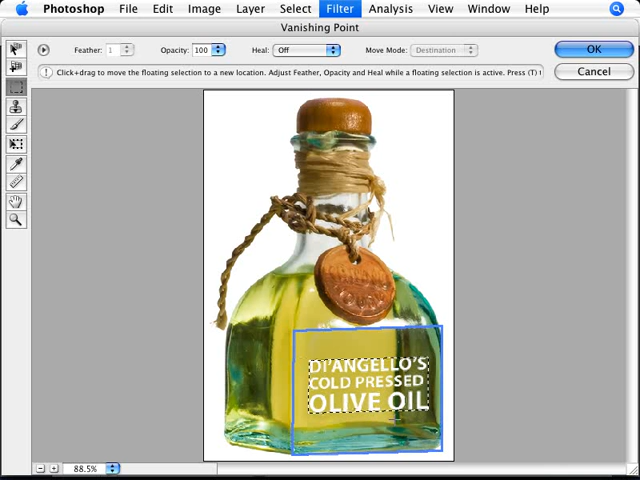 Photoshop File Edit Image Layer Select Filter Analysis View Window Help
Vanishing Point
Feather: 1 Opacity: 100 Heal: Off Move Mode: Destination
OK
Click+drag to move the floating selection to a new location. Adjust Feather, Opacity and Heal while a floating selection is active. Press (T) t
Cancel
DI'ANGELLO'S
COLD PRESSED
OLIVE OIL
88.5%